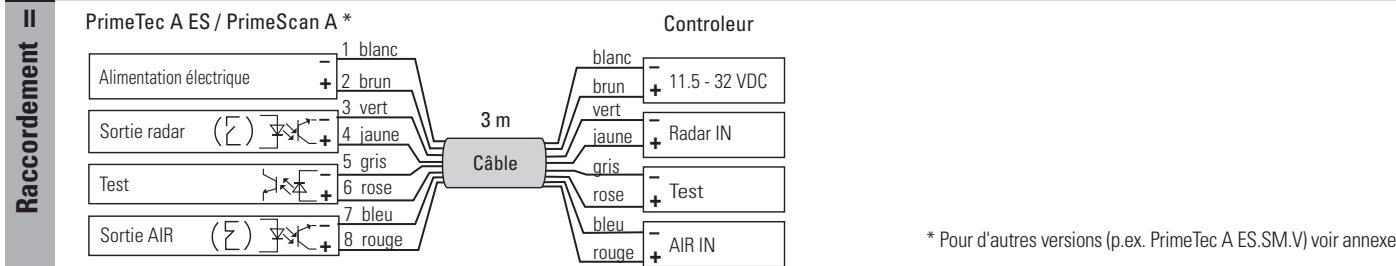 Raccordement II
PrimeTec A ES / PrimeScan A *
Controleur
Alimentation électrique
−
+
1 blanc
2 brun
Sortie radar
−
+
3 vert
4 jaune
Test
−
+
5 gris
6 rose
Sortie AIR
−
+
7 bleu
8 rouge
3 m
Câble
blanc
brun
−
+
11.5 - 32 VDC
vert
jaune
−
+
Radar IN
gris
rose
−
+
Test
bleu
rouge
−
+
AIR IN
* Pour d'autres versions (p.ex. PrimeTec A ES.SM.V) voir annexe